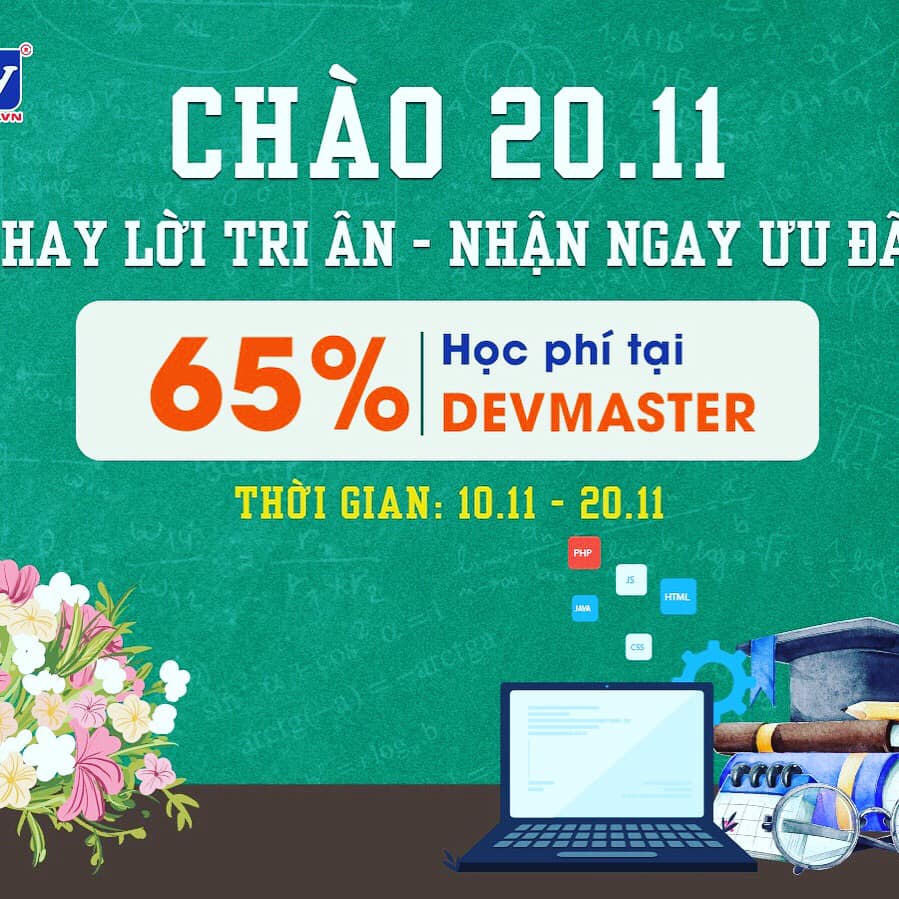 V
.VN
CHÀO 20.11
HAY LỜI TRI ÂN - NHẬN NGAY ƯU ĐÃ
65%
Học phí tại
DEVMASTER
THỜI GIAN: 10.11 - 20.11
PHP
JS
JAVA
HTML
CSS